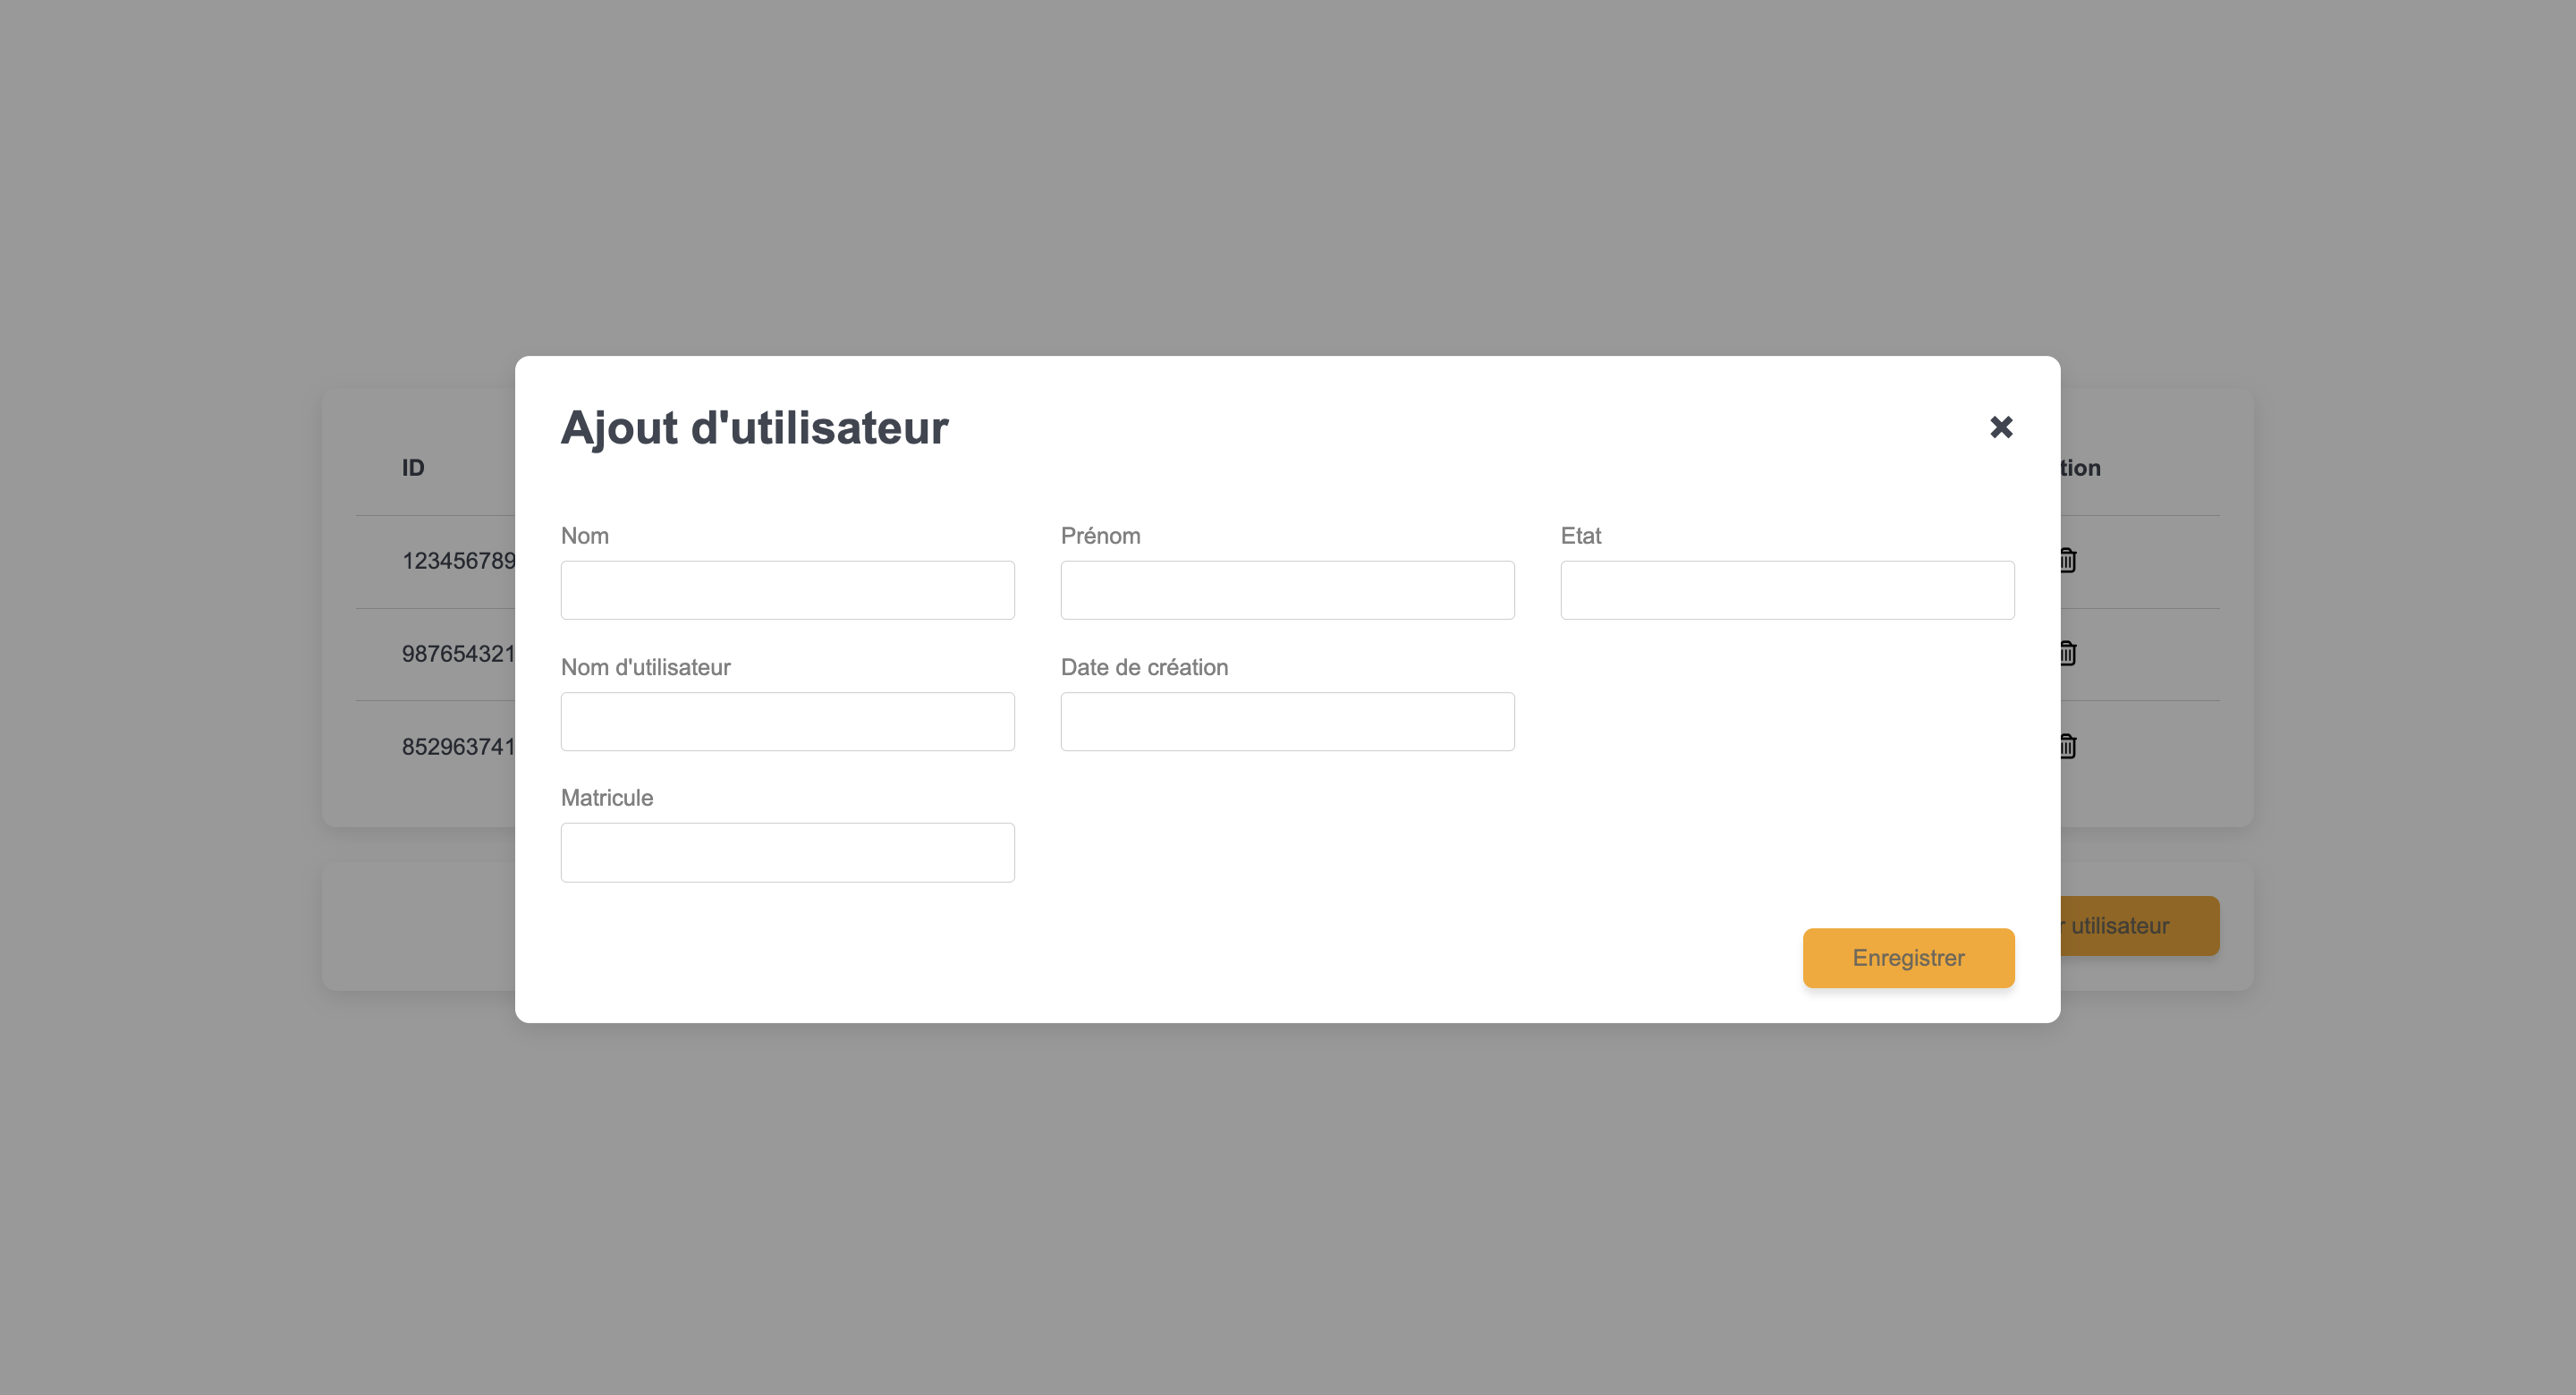 Ajout d'utilisateur
ID
tion
Nom
Prénom
Etat
123456789
Nom d'utilisateur
Date de création
987654321
852963741
Matricule
utilisateur
Enregistrer